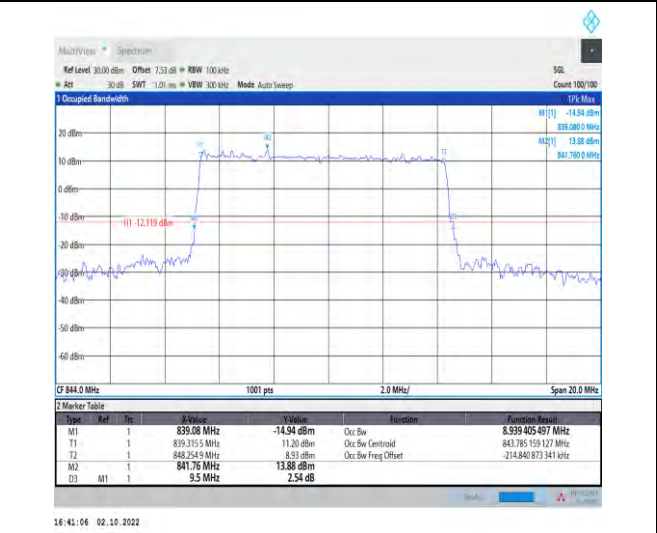 MultiView Spectrum
Ref Level 30.00 dBm Offset 7.53 dB RBW 100 kHz SGL
Att 30 dB SWT 1.01 ms VBW 300 kHz Mode Auto Sweep Count 100/100
1 Occupied Bandwidth 1Pk Max
M1[1] -14.94 dBm
839.080 0 MHz
M2[1] 13.88 dBm
841.760 0 MHz
20 dBm
M2
T1
T2
10 dBm
0 dBm
-10 dBm
H1 -12.119 dBm
-20 dBm
-30 dBm
-40 dBm
-50 dBm
-60 dBm
CF 844.0 MHz 1001 pts 2.0 MHz/ Span 20.0 MHz
2 Marker Table
Type Ref Trc X-Value Y-Value Function Function Result
M1 1 839.08 MHz -14.94 dBm Occ Bw 8.939 405 497 MHz
T1 1 839.315 5 MHz 11.20 dBm Occ Bw Centroid 843.785 159 127 MHz
T2 1 848.254 9 MHz 8.93 dBm Occ Bw Freq Offset -214.840 873 341 kHz
M2 1 841.76 MHz 13.88 dBm
D3 M1 1 9.5 MHz 2.54 dB
16:41:06 02.10.2022